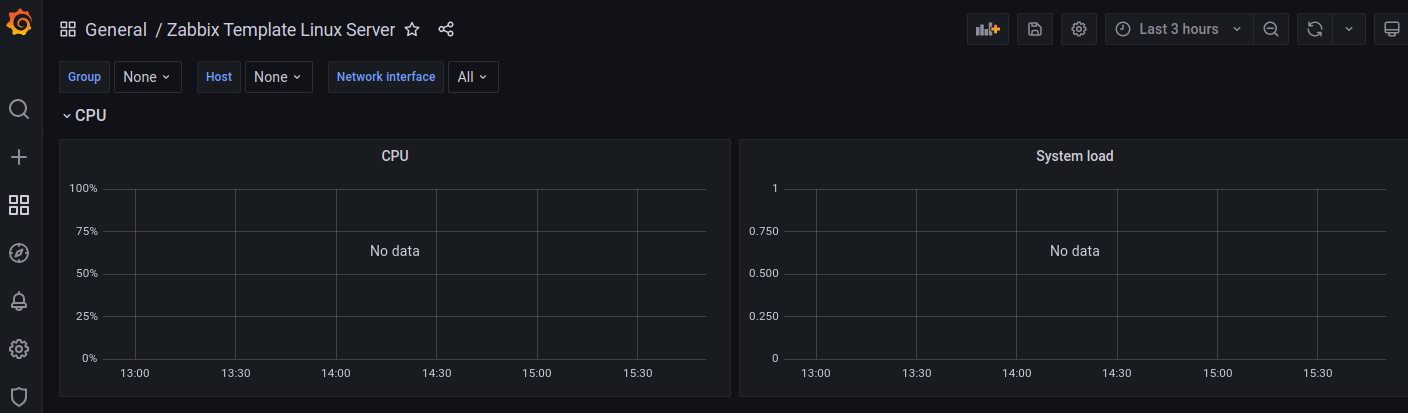 General / Zabbix Template Linux Server
Last 3 hours
Group None Host None Network interface All
CPU
CPU
100%
75%
50%
25%
0%
No data
13:00 13:30 14:00 14:30 15:00 15:30
System load
1
0.750
0.500
0.250
0
No data
13:00 13:30 14:00 14:30 15:00 15:30